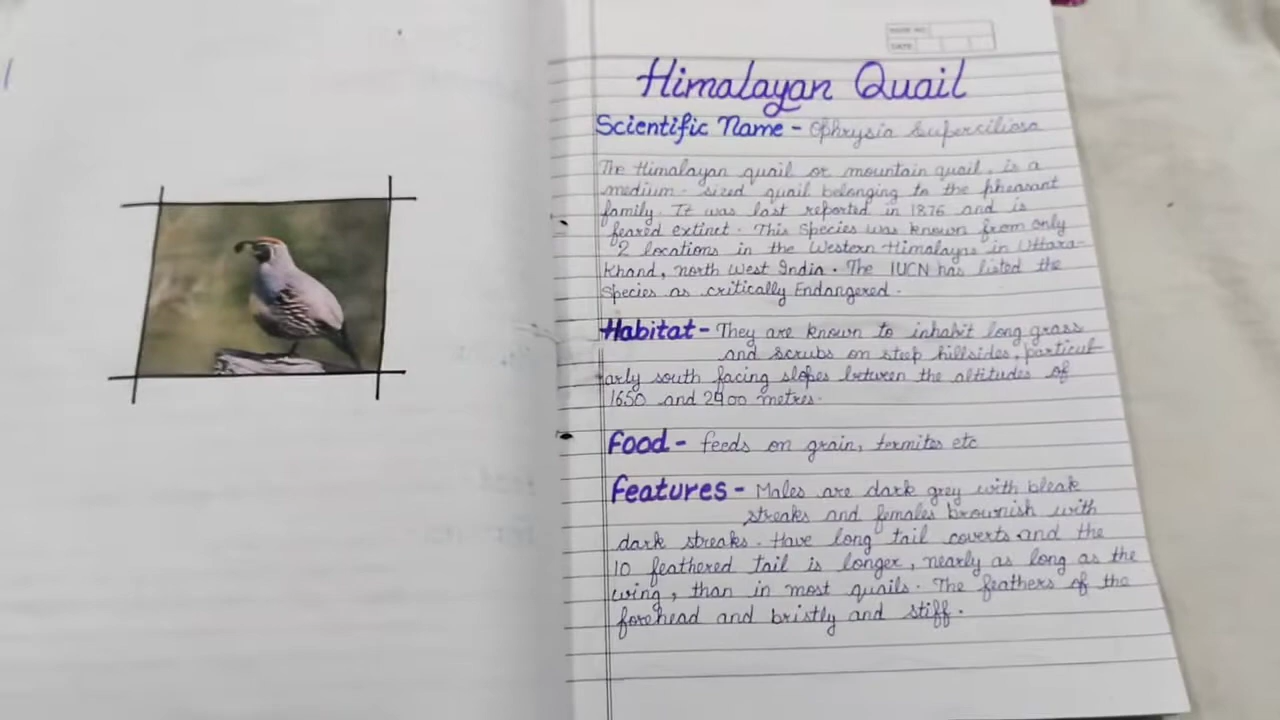 PAGE NO.
DATE
Himalayan Quail
Scientific Name - Ophrysia Superciliosa
The Himalayan quail or mountain quail, is a
medium-sized quail belonging to the pheasant
family. It was last reported in 1876 and is
feared extinct. This species was known from only
2 locations in the Western Himalayas in Uttara-
khand, north West India. The IUCN has listed the
species as critically Endangered.
Habitat - They are known to inhabit long grass
and scrubs on steep hillsides, particul
arly south facing slopes between the altitudes of
1650 and 2400 metres.
Food - feeds on grain, termites etc
Features - Males are dark grey with bleak
streaks and females brownish with
dark streaks. Have long tail coverts and the
10 feathered tail is longer, nearly as long as the
wing, than in most quails. The feathers of the
forehead and bristly and stiff.